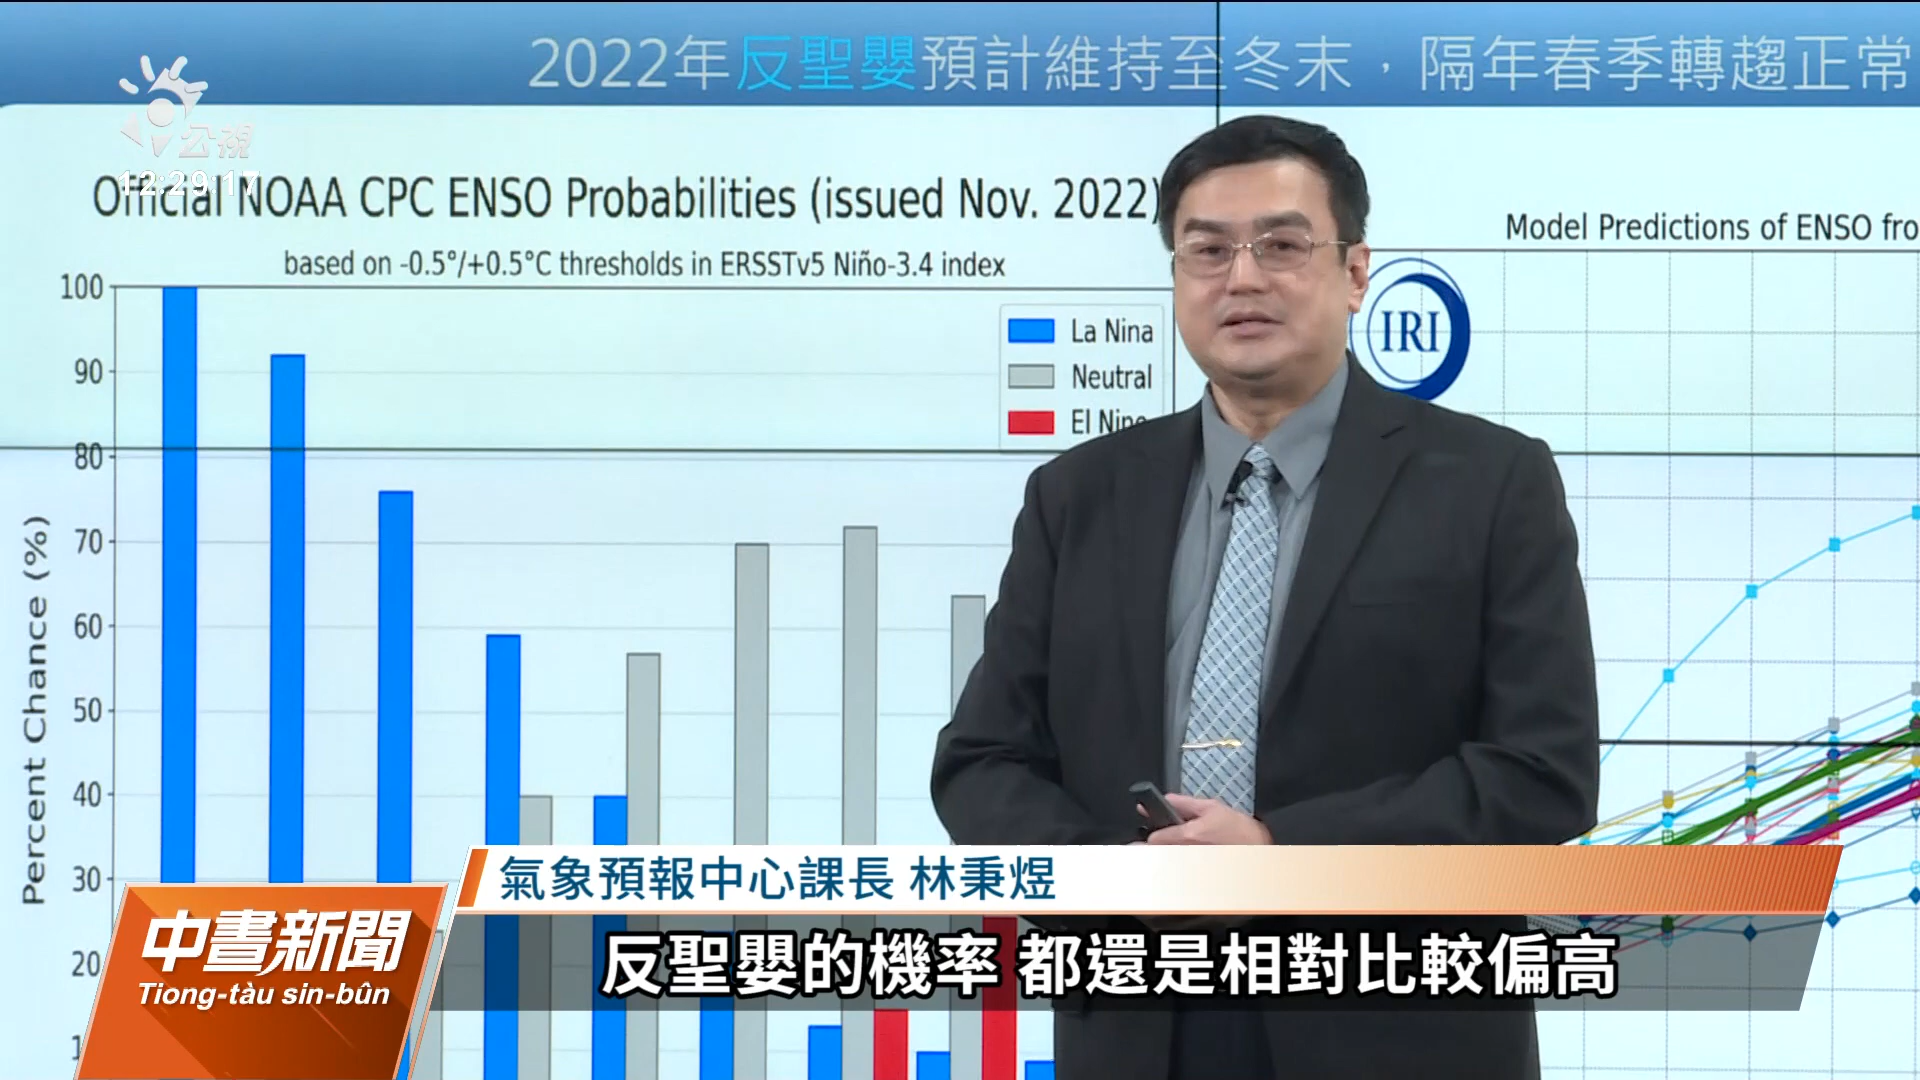 2022年反聖嬰預計維持至冬末，隔年春季轉趨正常
公視
12:29:17
Official NOAA CPC ENSO Probabilities (issued Nov. 2022)
based on -0.5°/+0.5°C thresholds in ERSSTv5 Niño-3.4 index
Model Predictions of ENSO fro
100
90
80
70
60
50
40
30
20
Percent Chance (%)
La Nina
Neutral
El Nino
IRI
氣象預報中心課長 林秉煜
反聖嬰的機率 都還是相對比較偏高
中晝新聞
Tiong-tàu sin-bûn